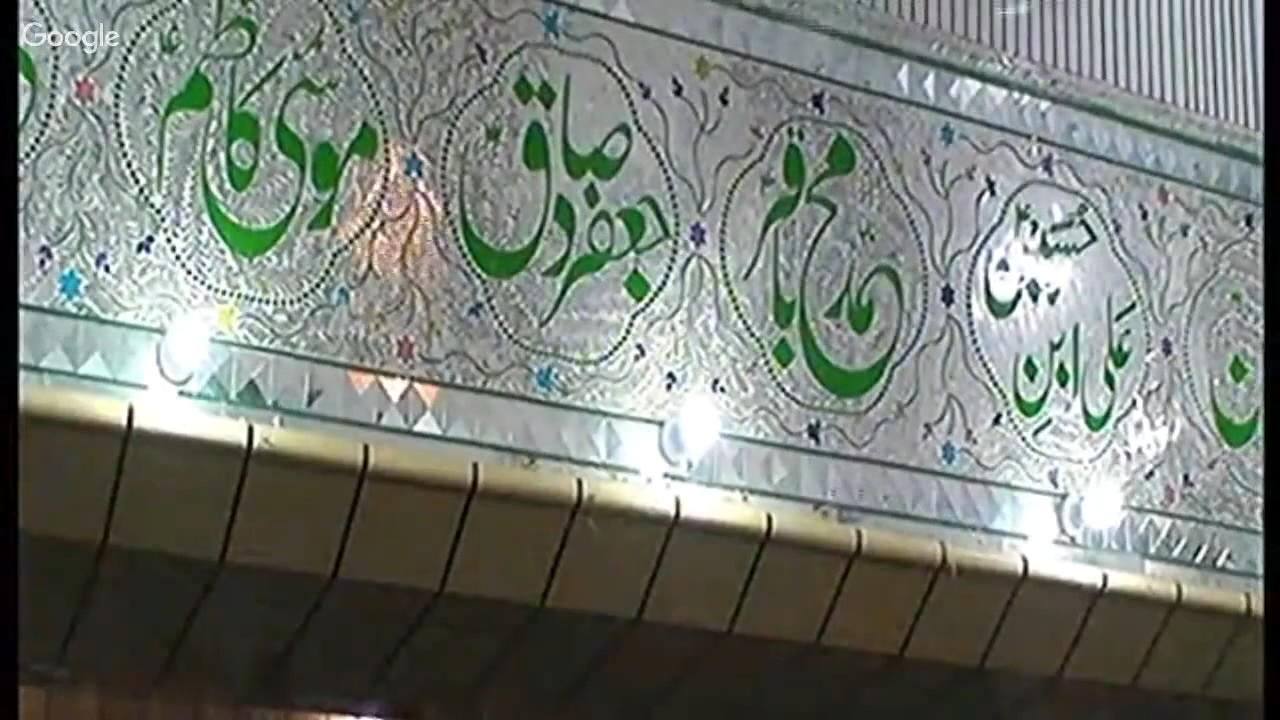 Google
علی ابن
حسین
محمد
باقر
جعفر
صادق
موسی
کاظم